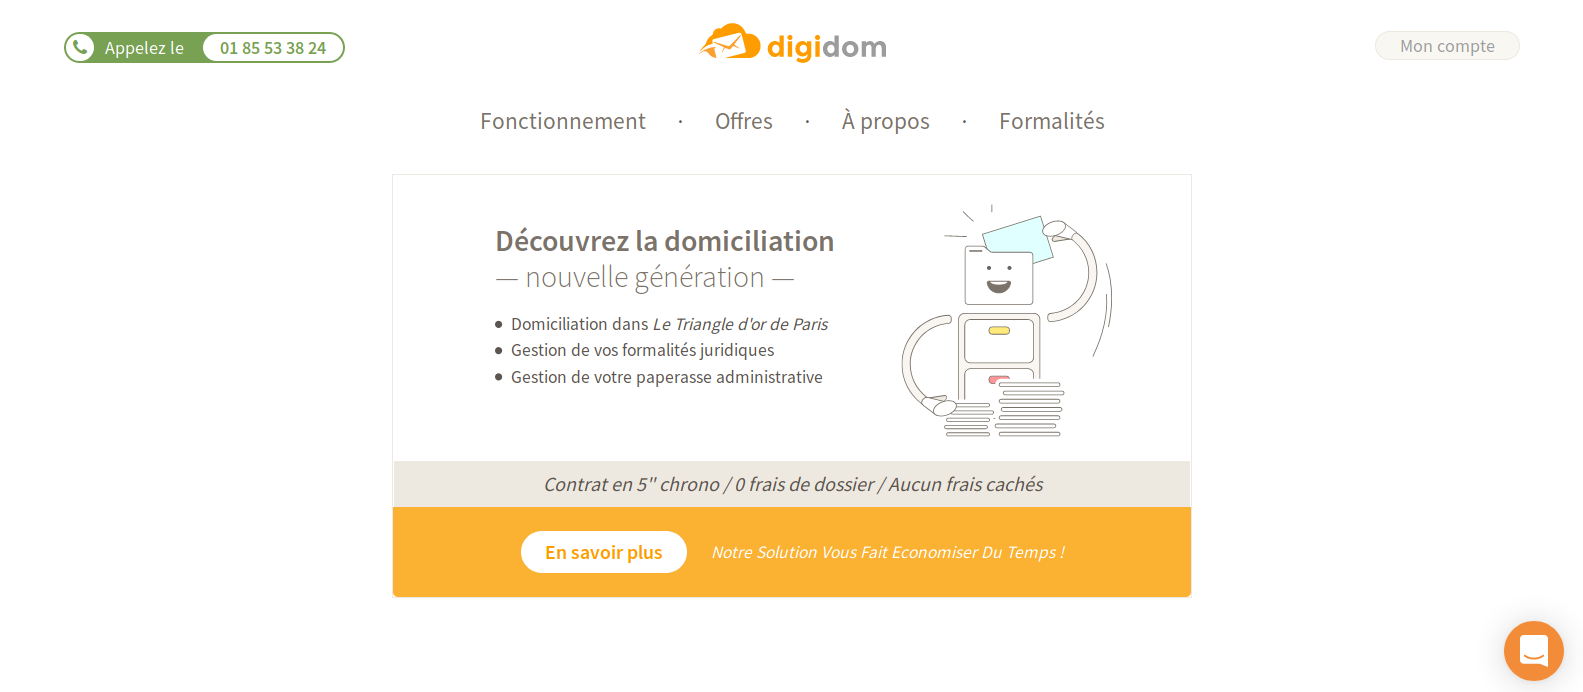 Appelez le 01 85 53 38 24
digidom
Mon compte
Fonctionnement · Offres · À propos · Formalités
Découvrez la domiciliation
— nouvelle génération —
• Domiciliation dans Le Triangle d'or de Paris
• Gestion de vos formalités juridiques
• Gestion de votre paperasse administrative
Contrat en 5" chrono / 0 frais de dossier / Aucun frais cachés
En savoir plus
Notre Solution Vous Fait Economiser Du Temps !